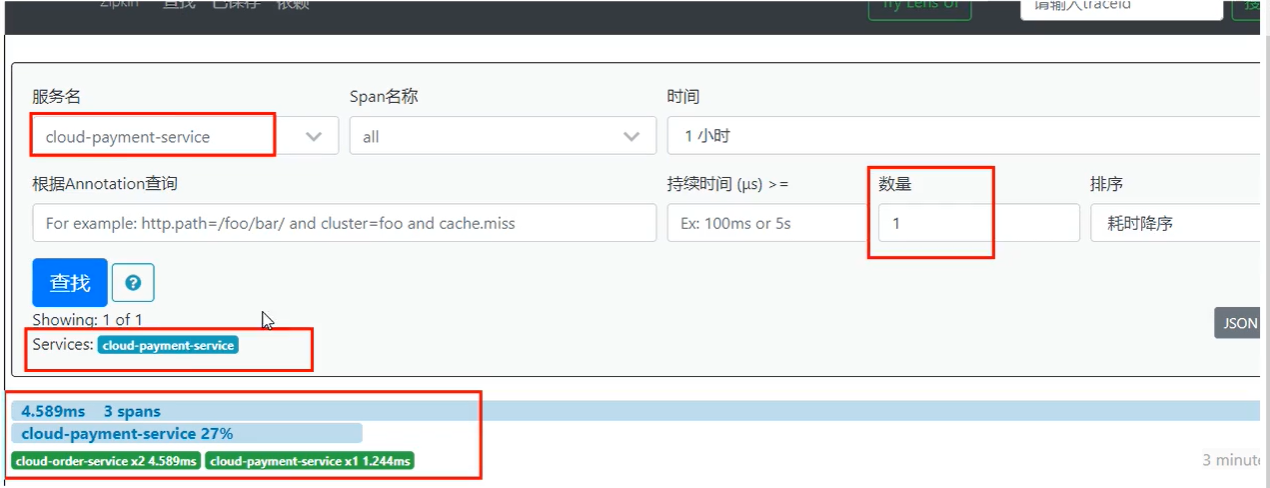 Zipkin 查找 已保存 依赖 Try Lens UI 请输入traceid
服务名 Span名称 时间
cloud-payment-service all 1 小时
根据Annotation查询 持续时间 (μs) >= 数量 排序
For example: http.path=/foo/bar/ and cluster=foo and cache.miss Ex: 100ms or 5s 1 耗时降序
查找 ?
Showing: 1 of 1
JSON
Services: cloud-payment-service
4.589ms 3 spans
cloud-payment-service 27%
cloud-order-service x2 4.589ms cloud-payment-service x1 1.244ms 3 minut